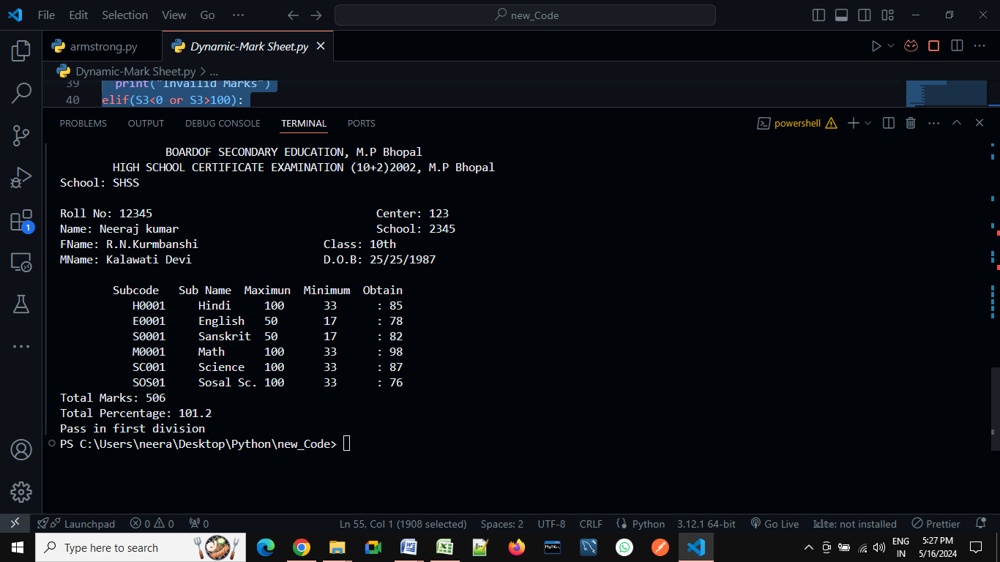 File Edit Selection View Go ··· new_Code
armstrong.py Dynamic-Mark Sheet.py
Dynamic-Mark Sheet.py > ...
39 print("Invailid Marks")
40 elif(S3<0 or S3>100):
PROBLEMS OUTPUT DEBUG CONSOLE TERMINAL PORTS powershell
BOARDOF SECONDARY EDUCATION, M.P Bhopal
HIGH SCHOOL CERTIFICATE EXAMINATION (10+2)2002, M.P Bhopal
School: SHSS
Roll No: 12345 Center: 123
Name: Neeraj kumar School: 2345
FName: R.N.Kurmbanshi Class: 10th
MName: Kalawati Devi D.O.B: 25/25/1987
Subcode Sub Name Maximun Minimum Obtain
H0001 Hindi 100 33 : 85
E0001 English 50 17 : 78
S0001 Sanskrit 50 17 : 82
M0001 Math 100 33 : 98
SC001 Science 100 33 : 87
SOS01 Sosal Sc. 100 33 : 76
Total Marks: 506
Total Percentage: 101.2
Pass in first division
PS C:\Users\neera\Desktop\Python\new_Code>
1
Launchpad 0 0 0 Ln 55, Col 1 (1908 selected) Spaces: 2 UTF-8 CRLF Python 3.12.1 64-bit Go Live kite: not installed Prettier
Type here to search MySQL ENG 5:27 PM
IN 5/16/2024